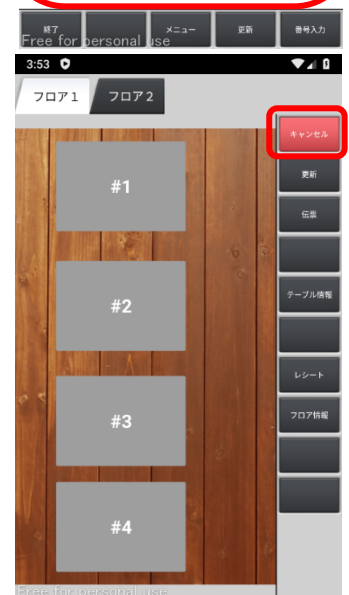 終了 メニュー 更新 番号入力
Free for personal use
3:53
フロア1 フロア2
キャンセル
#1
更新
伝票
#2
テーブル情報
レシート
#3
フロア情報
#4
Free for personal use